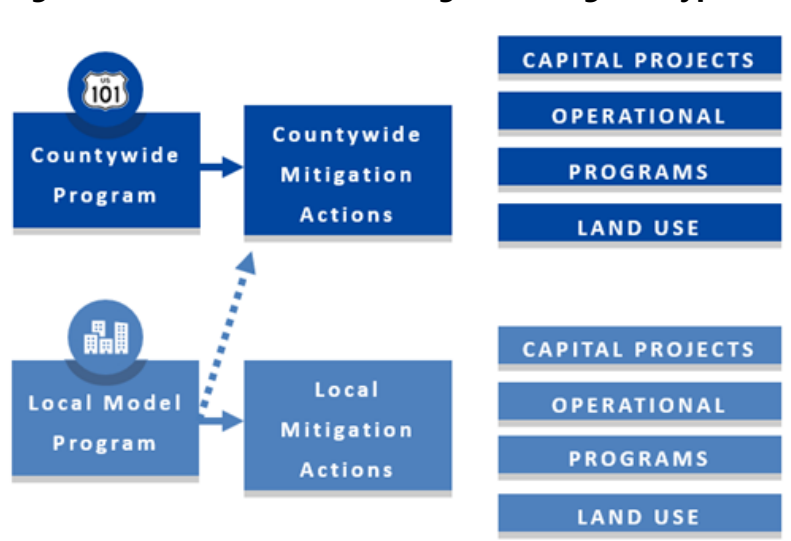 US
101
Countywide
Program
Countywide
Mitigation
Actions
CAPITAL PROJECTS
OPERATIONAL
PROGRAMS
LAND USE
Local Model
Program
Local
Mitigation
Actions
CAPITAL PROJECTS
OPERATIONAL
PROGRAMS
LAND USE